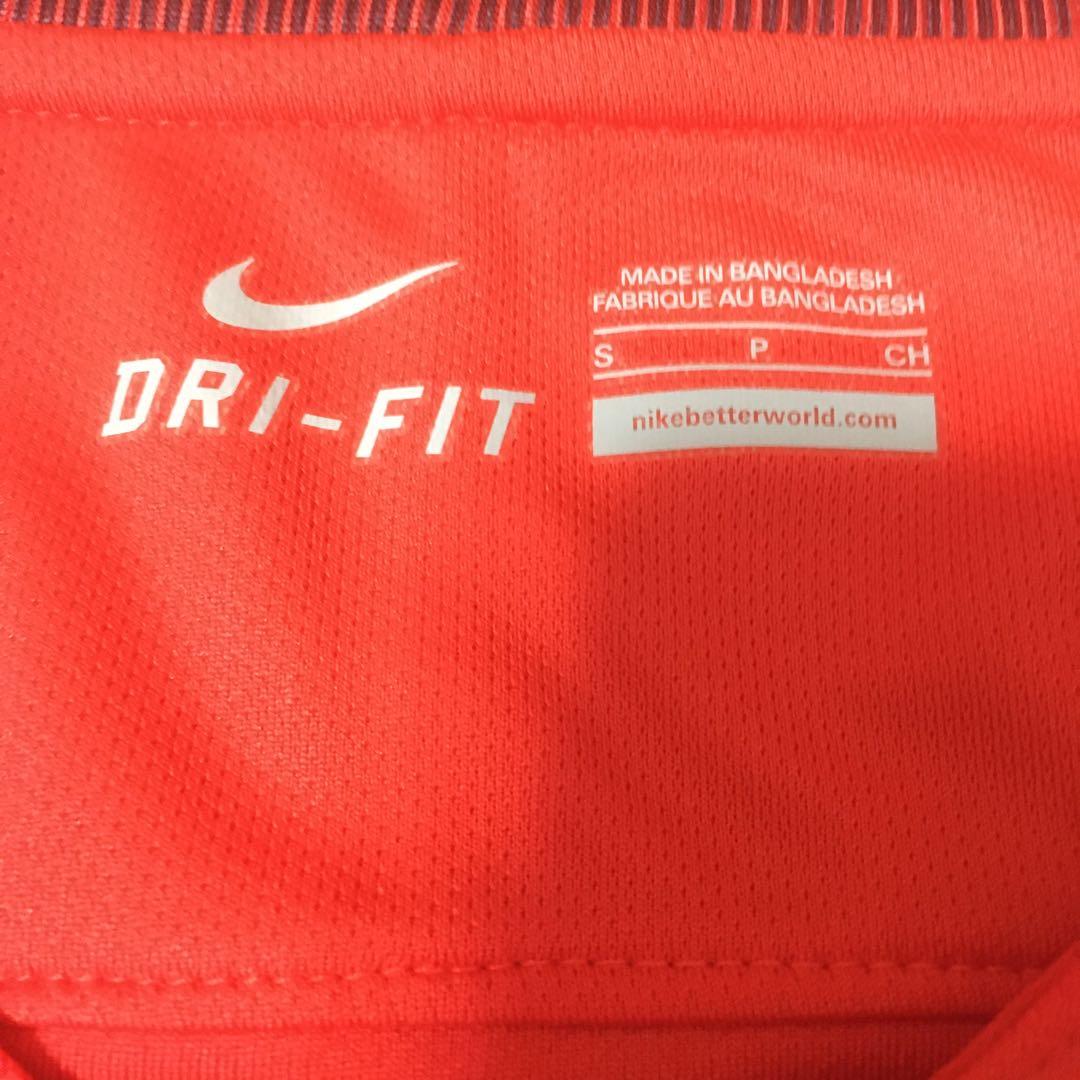 DRI-FIT
MADE IN BANGLADESH
FABRIQUE AU BANGLADESH
S P CH
nikebetterworld.com